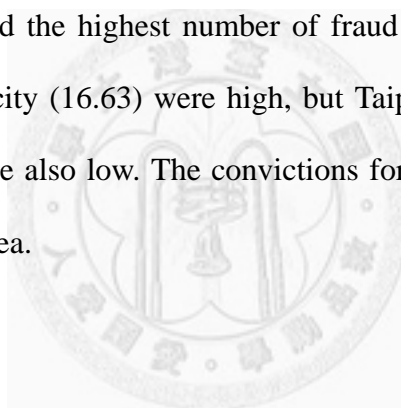 d the highest number of fraud
city (16.63) were high, but Taip
e also low. The convictions for
ea.